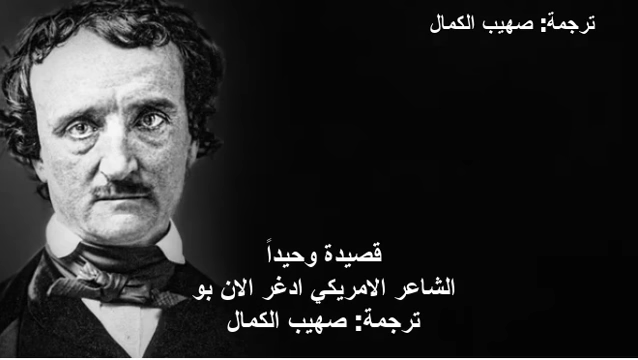 ترجمة: صهيب الكمال
قصيدة وحيداً
الشاعر الامريكي ادغر الان بو
ترجمة: صهيب الكمال